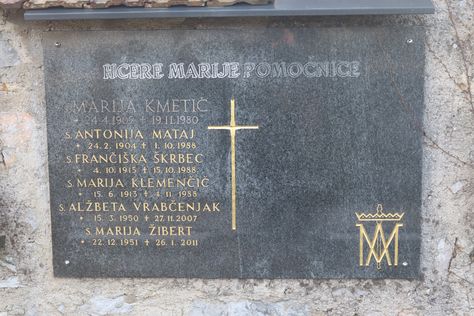 HČERE MARIJE POMOČNICE
S. MARIJA KMETIČ
* 24.4.1905 ✝ 19.11.1980
S. ANTONIJA MATAJ
* 24. 2. 1904 ✝ 1. 10. 1986
S. FRANČIŠKA ŠKRBEC
* 4. 10. 1915 ✝ 15. 10. 1988
S. MARIJA KLEMENČIČ
* 15. 6. 1913 ✝ 4. 11. 1988
S. ALŽBETA VRABČENJAK
* 15. 3. 1950 ✝ 27. 11. 2007
S. MARIJA ŽIBERT
* 22. 12. 1951 ✝ 26. 1. 2011